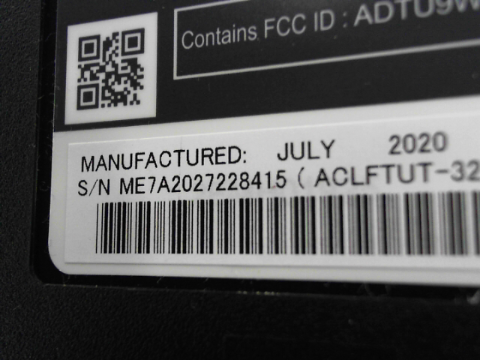 Contains FCC ID : ADTU9W
MANUFACTURED: JULY 2020
S/N ME7A2027228415 ( ACLFTUT-32